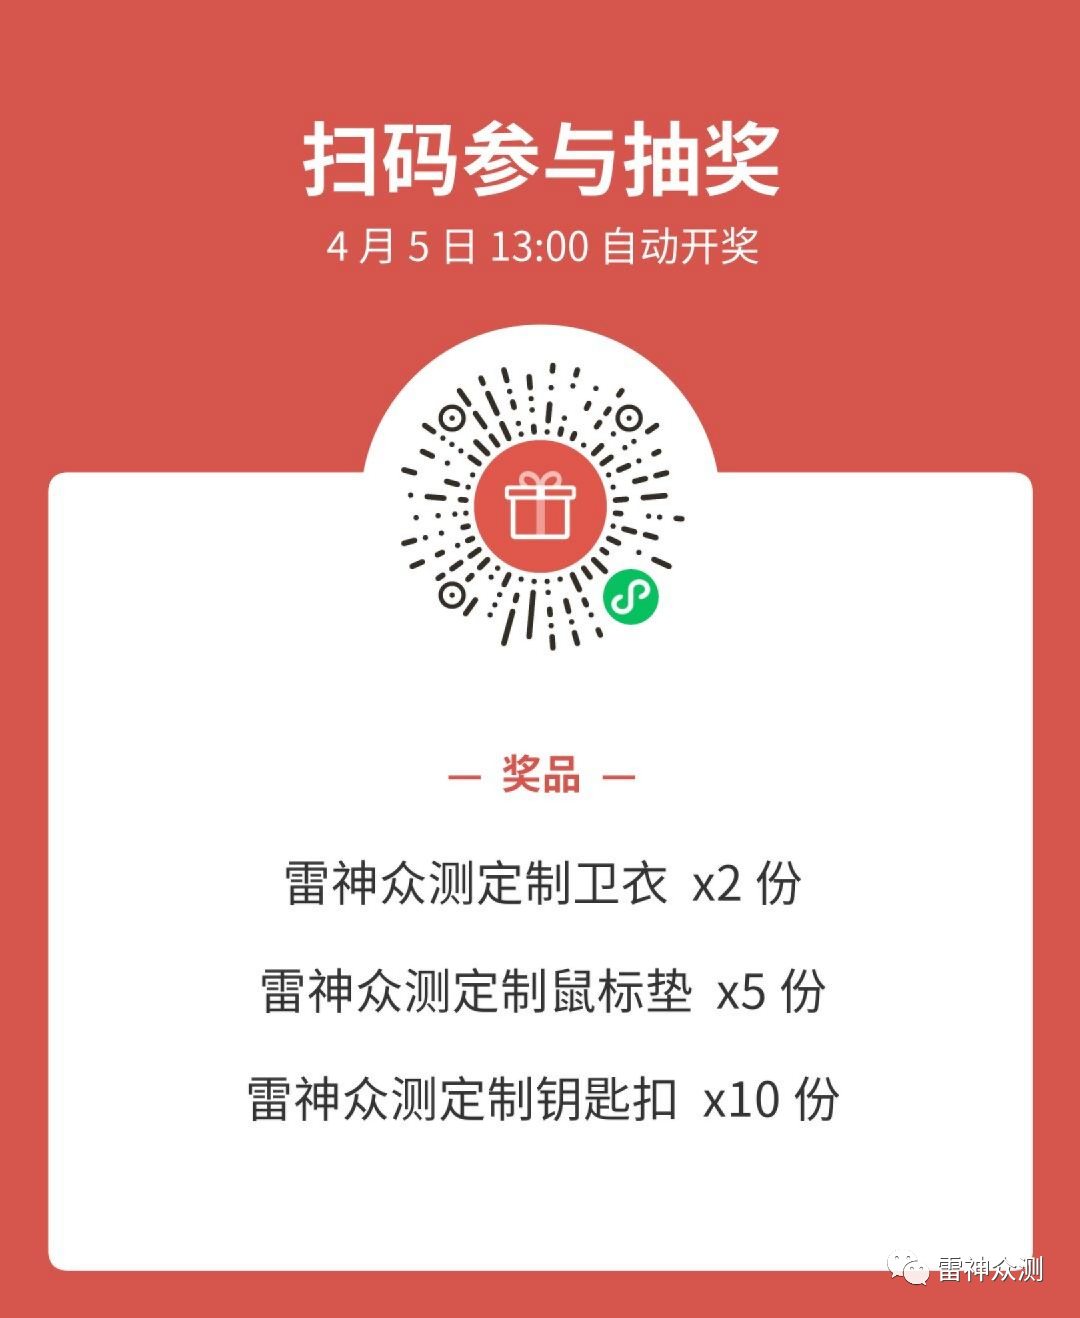 扫码参与抽奖
4 月 5 日 13:00 自动开奖
— 奖品 —
雷神众测定制卫衣 x2 份
雷神众测定制鼠标垫 x5 份
雷神众测定制钥匙扣 x10 份
雷神众测